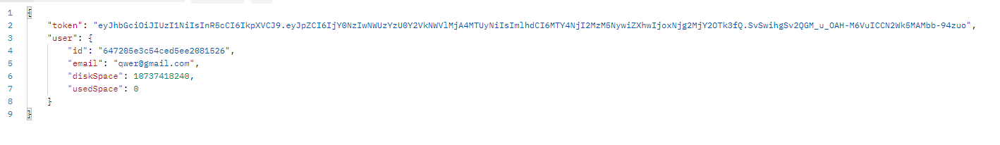 1 {
2 "token": "eyJhbGciOiJIUzI1NiIsInR5cCI6IkpXVCJ9.eyJpZCI6IjY0NzIwNWUzYzU0Y2VkNWVlMjA4MTUyNiIsImlhdCI6MTY4NjI2MzM5NywiZXhwIjoxNjg2MjY2OTk3fQ.SvSwihgSv2QGM_u_OAH-M6VuICCN2Wk5MAMbb-94zuo",
3 "user": {
4 "id": "647205e3c54ced5ee2081526",
5 "email": "qwer@gmail.com",
6 "diskSpace": 10737418240,
7 "usedSpace": 0
8 }
9 }